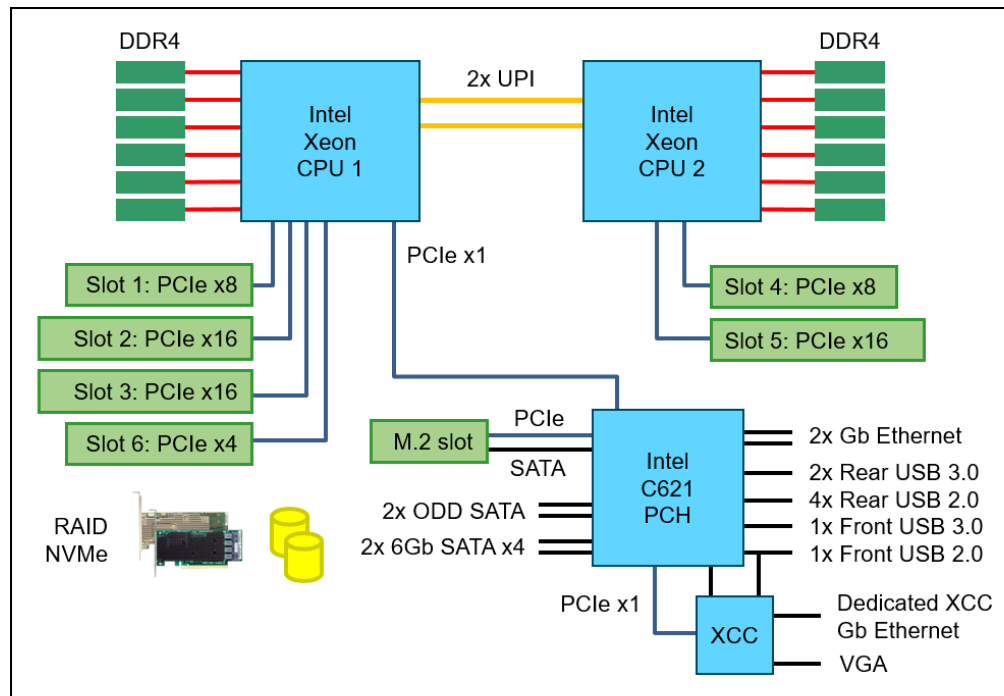 DDR4
DDR4
2x UPI
Intel
Xeon
CPU 1
Intel
Xeon
CPU 2
PCIe x1
Slot 1: PCIe x8
Slot 2: PCIe x16
Slot 3: PCIe x16
Slot 6: PCIe x4
Slot 4: PCIe x8
Slot 5: PCIe x16
M.2 slot
PCIe
SATA
Intel
C621
PCH
2x Gb Ethernet
2x Rear USB 3.0
4x Rear USB 2.0
1x Front USB 3.0
1x Front USB 2.0
2x ODD SATA
2x 6Gb SATA x4
RAID
NVMe
PCIe x1
XCC
Dedicated XCC
Gb Ethernet
VGA